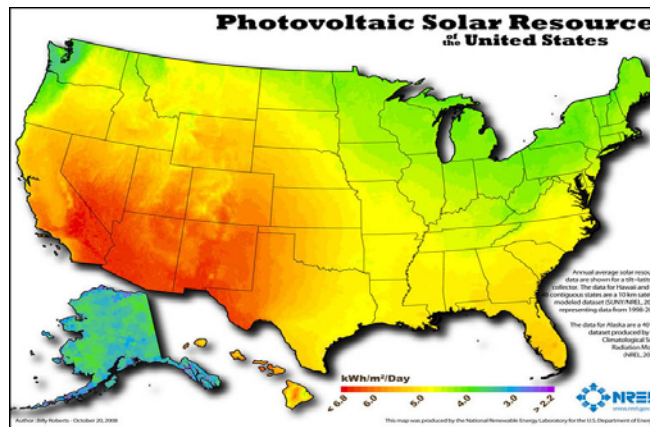 Photovoltaic Solar Resource
of the United States
Annual average solar resou
data are shown for a tilt=latit
collector. The data for Hawaii and
contiguous states are a 10 km sate
modeled dataset (SUNY/NREL, 20
representing data from 1998-20
The data for Alaska are a 40
dataset produced by
Climatological S
Radiation Mo
(NREL, 20
kWh/m²/Day
< 6.8 6.0 5.0 4.0 3.0 > 2.2
NREL
Author: Billy Roberts - October 20, 2008
This map was produced by the National Renewable Energy Laboratory for the U.S. Department of Energ